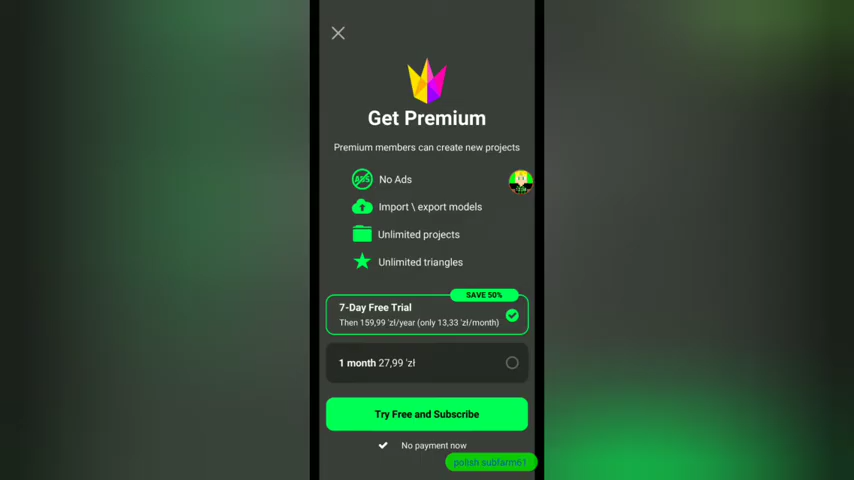 Get Premium
Premium members can create new projects
ADS
No Ads
Import \ export models
Unlimited projects
Unlimited triangles
SAVE 50%
7-Day Free Trial
Then 159,99 'zł/year (only 13,33 'zł/month)
1 month 27,99 'zł
Try Free and Subscribe
No payment now
polish subfarm61